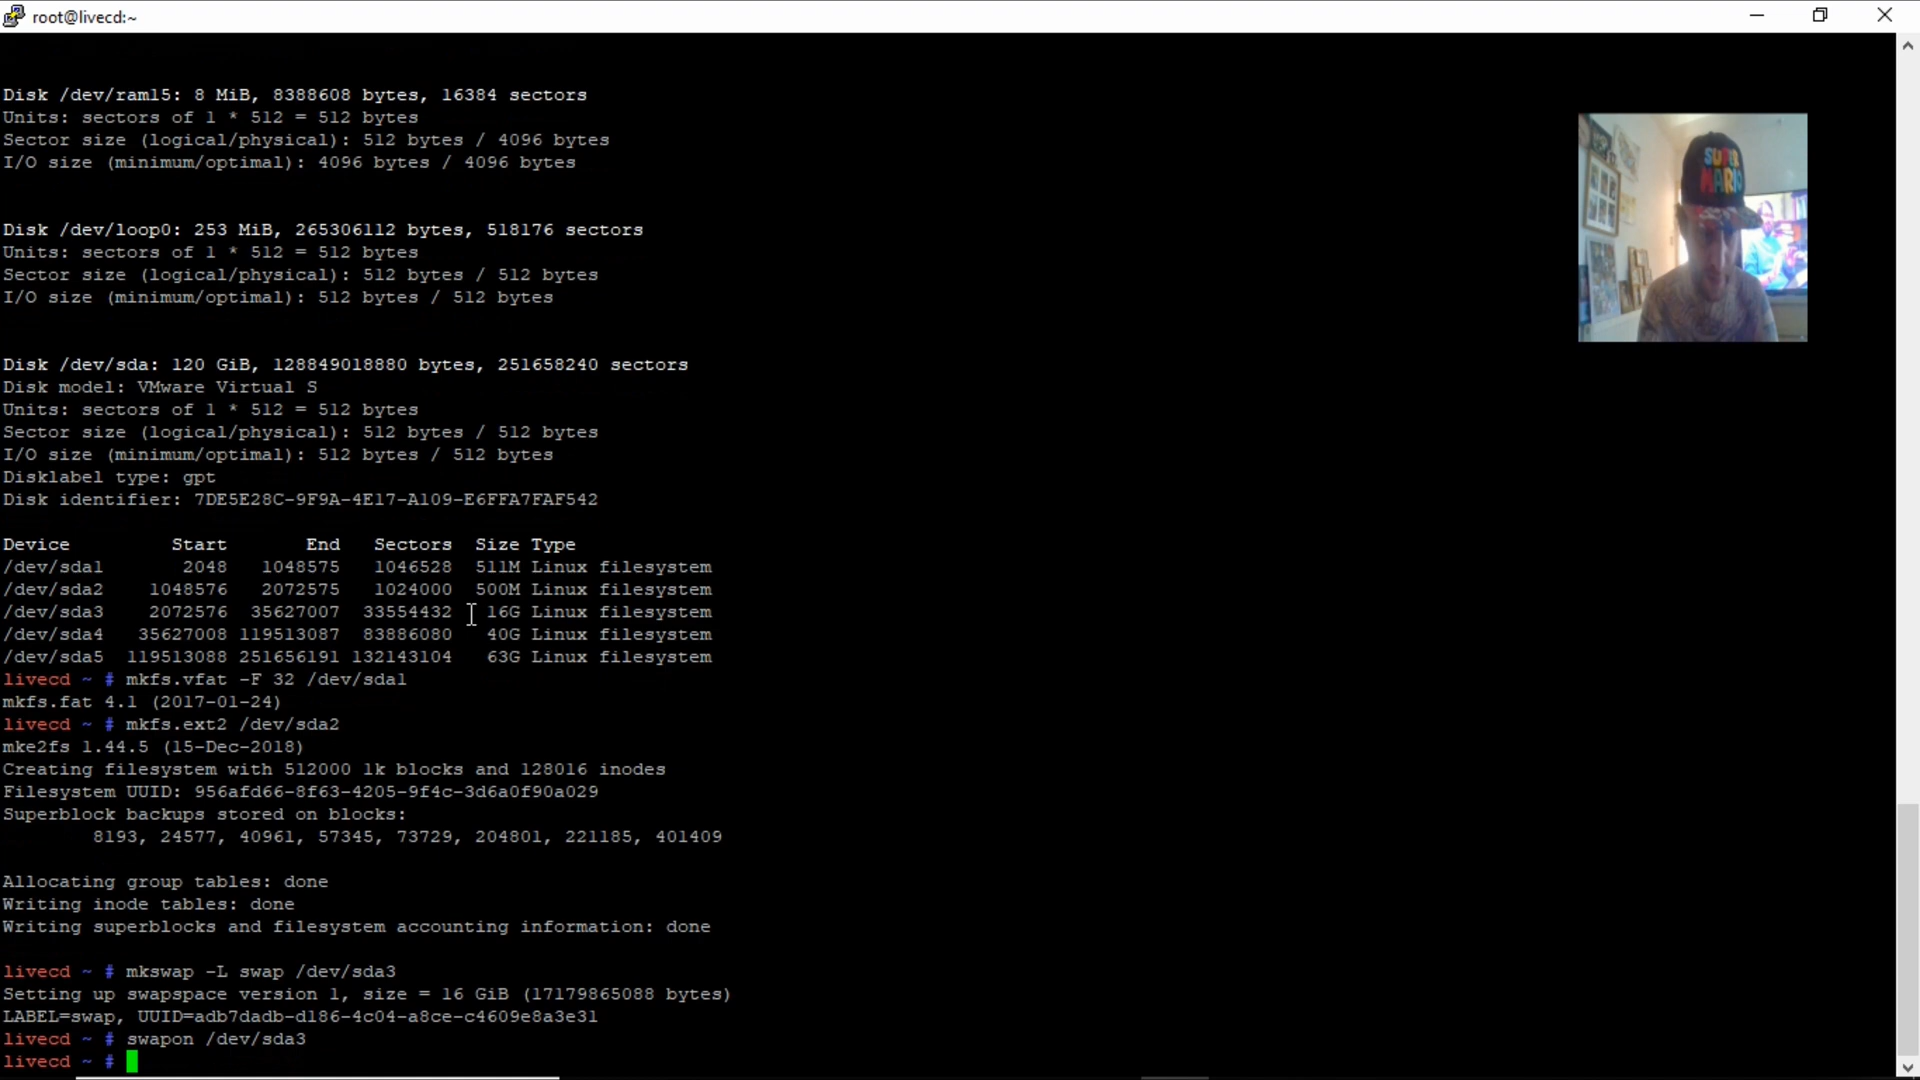 root@livecd:~
Disk /dev/ram15: 8 MiB, 8388608 bytes, 16384 sectors
Units: sectors of 1 * 512 = 512 bytes
Sector size (logical/physical): 512 bytes / 4096 bytes
I/O size (minimum/optimal): 4096 bytes / 4096 bytes
Disk /dev/loop0: 253 MiB, 265306112 bytes, 518176 sectors
Units: sectors of 1 * 512 = 512 bytes
Sector size (logical/physical): 512 bytes / 512 bytes
I/O size (minimum/optimal): 512 bytes / 512 bytes
Disk /dev/sda: 120 GiB, 128849018880 bytes, 251658240 sectors
Disk model: VMware Virtual S
Units: sectors of 1 * 512 = 512 bytes
Sector size (logical/physical): 512 bytes / 512 bytes
I/O size (minimum/optimal): 512 bytes / 512 bytes
Disklabel type: gpt
Disk identifier: 7DE5E28C-9F9A-4E17-A109-E6FFA7FAF542
Device Start End Sectors Size Type
/dev/sda1 2048 1048575 1046528 511M Linux filesystem
/dev/sda2 1048576 2072575 1024000 500M Linux filesystem
/dev/sda3 2072576 35627007 33554432 16G Linux filesystem
/dev/sda4 35627008 119513087 83886080 40G Linux filesystem
/dev/sda5 119513088 251656191 132143104 63G Linux filesystem
livecd ~ # mkfs.vfat -F 32 /dev/sda1
mkfs.fat 4.1 (2017-01-24)
livecd ~ # mkfs.ext2 /dev/sda2
mke2fs 1.44.5 (15-Dec-2018)
Creating filesystem with 512000 1k blocks and 128016 inodes
Filesystem UUID: 956afd66-8f63-4205-9f4c-3d6a0f90a029
Superblock backups stored on blocks:
8193, 24577, 40961, 57345, 73729, 204801, 221185, 401409
Allocating group tables: done
Writing inode tables: done
Writing superblocks and filesystem accounting information: done
livecd ~ # mkswap -L swap /dev/sda3
Setting up swapspace version 1, size = 16 GiB (17179865088 bytes)
LABEL=swap, UUID=adb7dadb-d186-4c04-a8ce-c4609e8a3e31
livecd ~ # swapon /dev/sda3
livecd ~ #
SUPER
MARIO